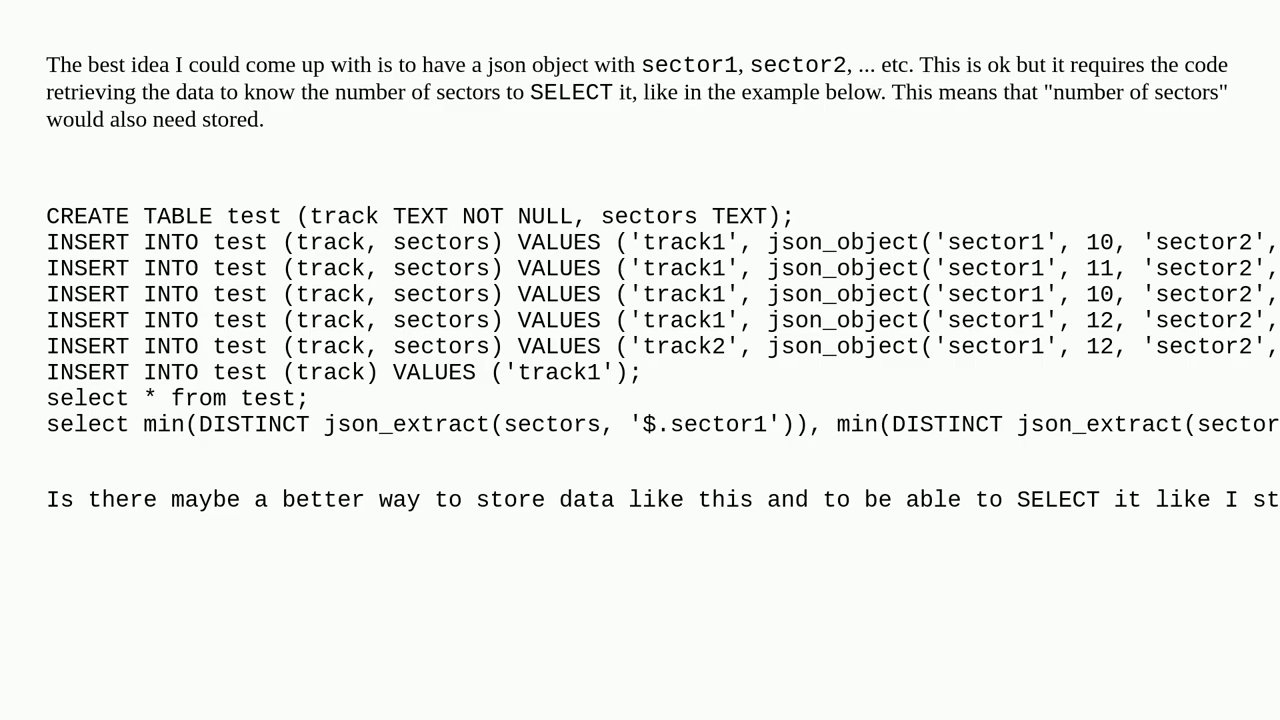 The best idea I could come up with is to have a json object with sector1, sector2, ... etc. This is ok but it requires the code
retrieving the data to know the number of sectors to SELECT it, like in the example below. This means that "number of sectors"
would also need stored.
CREATE TABLE test (track TEXT NOT NULL, sectors TEXT);
INSERT INTO test (track, sectors) VALUES ('track1', json_object('sector1', 10, 'sector2',
INSERT INTO test (track, sectors) VALUES ('track1', json_object('sector1', 11, 'sector2',
INSERT INTO test (track, sectors) VALUES ('track1', json_object('sector1', 10, 'sector2',
INSERT INTO test (track, sectors) VALUES ('track1', json_object('sector1', 12, 'sector2',
INSERT INTO test (track, sectors) VALUES ('track2', json_object('sector1', 12, 'sector2',
INSERT INTO test (track) VALUES ('track1');
select * from test;
select min(DISTINCT json_extract(sectors, '$.sector1')), min(DISTINCT json_extract(sector
Is there maybe a better way to store data like this and to be able to SELECT it like I st